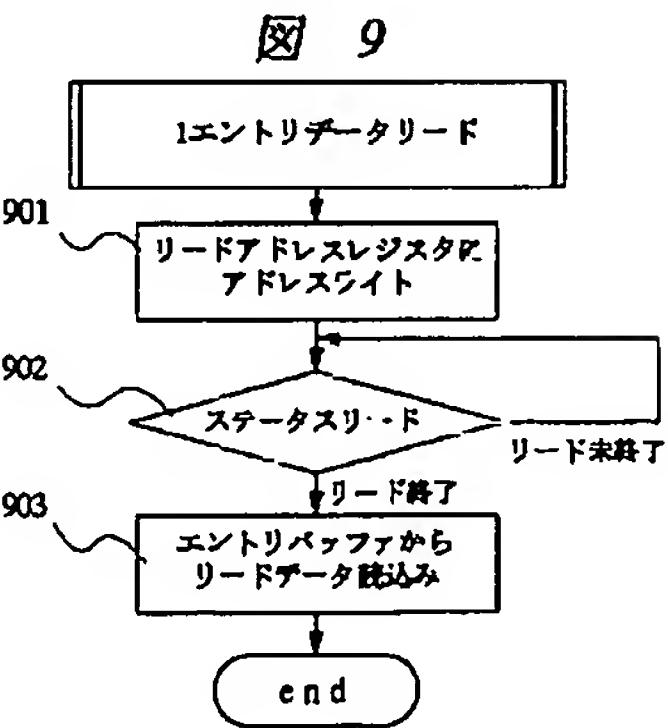 図 9
1エントリデータリード
901
リードアドレスレジスタに
アドレスライト
902
ステータスリード
リード未終了
リード終了
903
エントリバッファから
リードデータ読込み
end